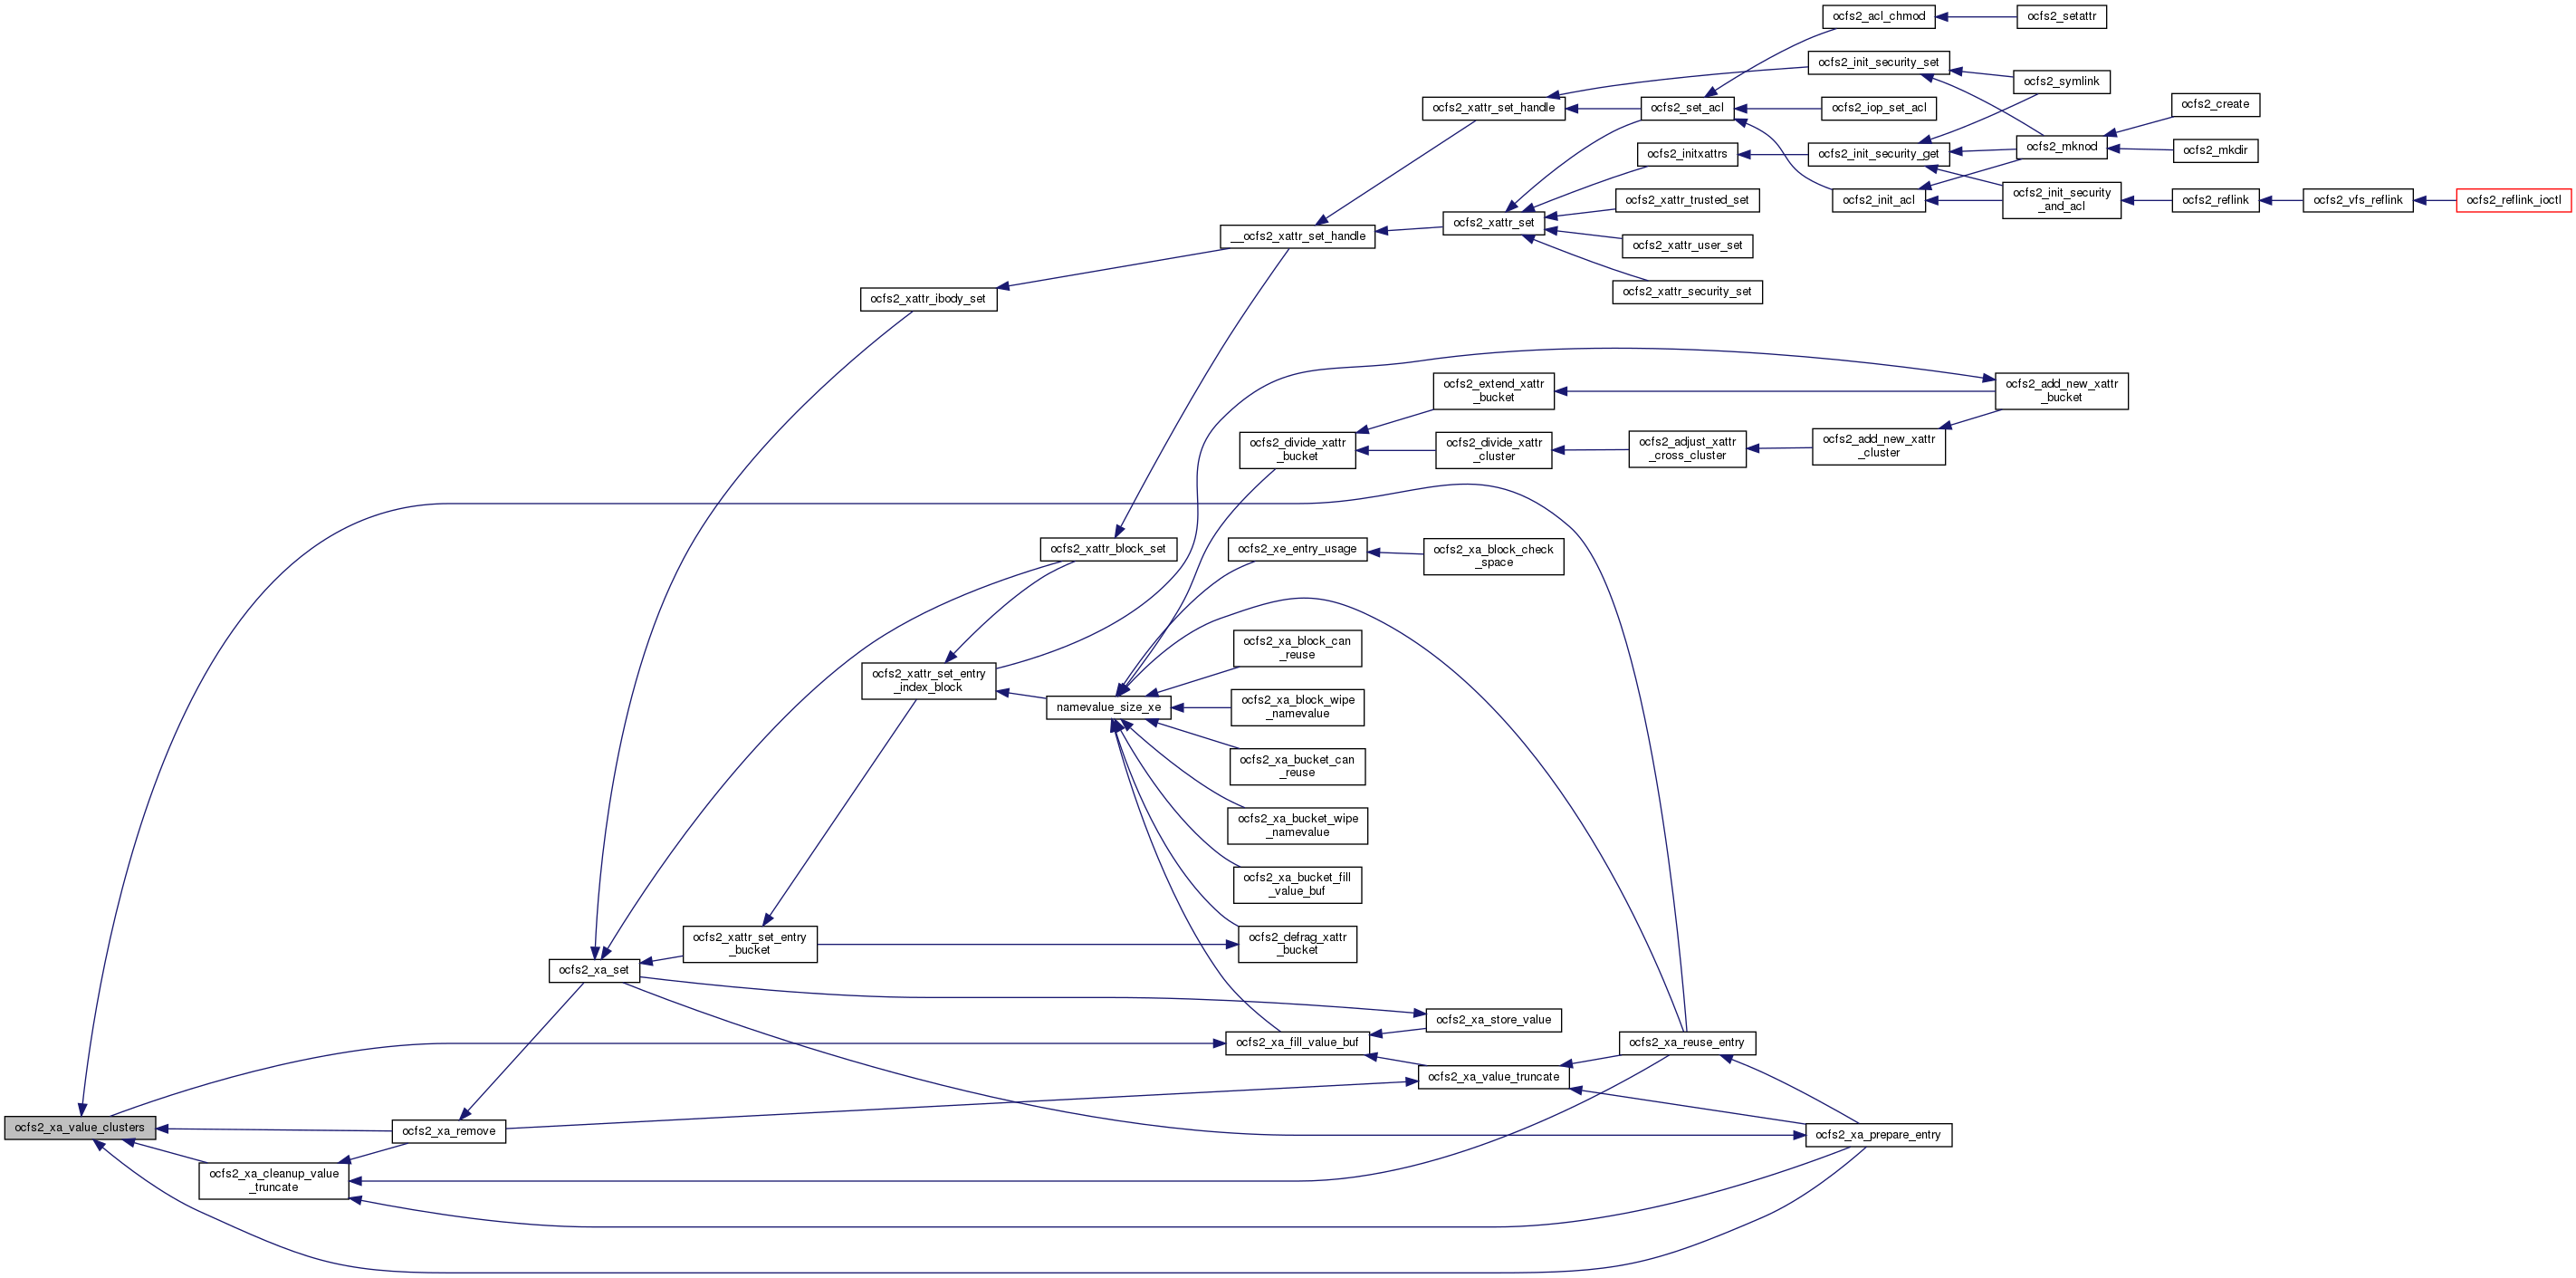 ocfs2_acl_chmod
ocfs2_setattr
ocfs2_init_security_set
ocfs2_symlink
ocfs2_xattr_set_handle
ocfs2_set_acl
ocfs2_iop_set_acl
ocfs2_create
ocfs2_initxattrs
ocfs2_init_security_get
ocfs2_mknod
ocfs2_mkdir
ocfs2_xattr_trusted_set
ocfs2_init_acl
ocfs2_init_security
_and_acl
ocfs2_reflink
ocfs2_vfs_reflink
ocfs2_reflink_ioctl
__ocfs2_xattr_set_handle
ocfs2_xattr_set
ocfs2_xattr_user_set
ocfs2_xattr_ibody_set
ocfs2_xattr_security_set
ocfs2_extend_xattr
_bucket
ocfs2_add_new_xattr
_bucket
ocfs2_divide_xattr
_bucket
ocfs2_divide_xattr
_cluster
ocfs2_adjust_xattr
_cross_cluster
ocfs2_add_new_xattr
_cluster
ocfs2_xattr_block_set
ocfs2_xe_entry_usage
ocfs2_xa_block_check
_space
ocfs2_xa_block_can
_reuse
ocfs2_xattr_set_entry
_index_block
namevalue_size_xe
ocfs2_xa_block_wipe
_namevalue
ocfs2_xa_bucket_can
_reuse
ocfs2_xa_bucket_wipe
_namevalue
ocfs2_xa_bucket_fill
_value_buf
ocfs2_xattr_set_entry
_bucket
ocfs2_defrag_xattr
_bucket
ocfs2_xa_set
ocfs2_xa_store_value
ocfs2_xa_fill_value_buf
ocfs2_xa_reuse_entry
ocfs2_xa_value_truncate
ocfs2_xa_value_clusters
ocfs2_xa_remove
ocfs2_xa_prepare_entry
ocfs2_xa_cleanup_value
_truncate